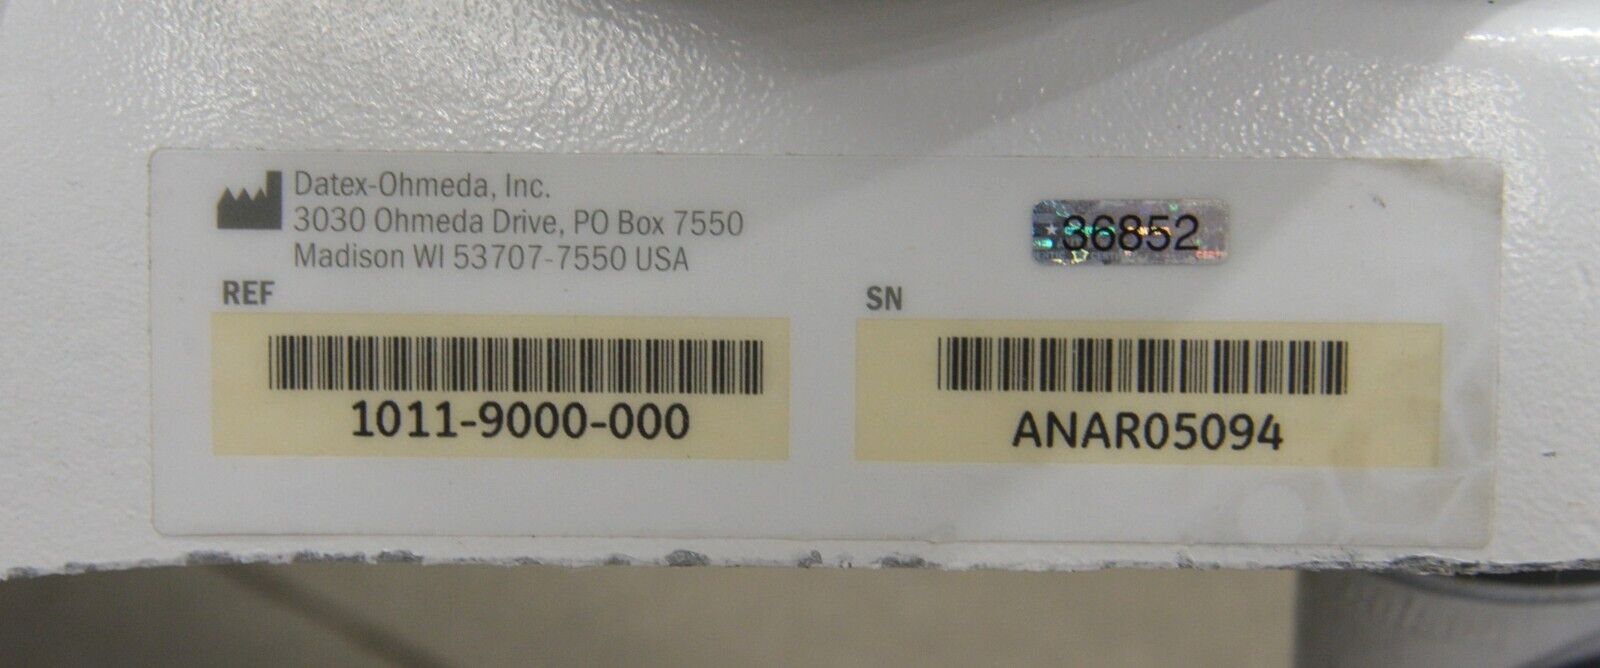 Datex-Ohmeda, Inc.
3030 Ohmeda Drive, PO Box 7550
Madison WI 53707-7550 USA
36852
REF
1011-9000-000
SN
ANAR05094